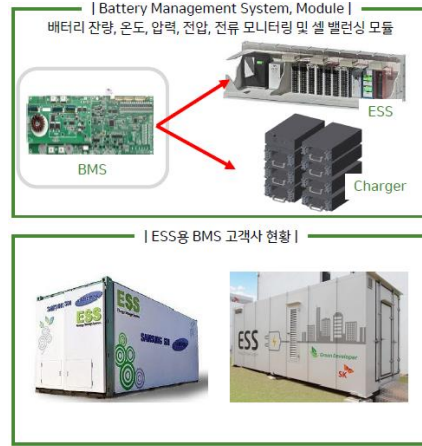 | Battery Management System, Module |
배터리 잔량, 온도, 압력, 전압, 전류 모니터링 및 셀 밸런싱 모듈
ESS
BMS
Charger
| ESS용 BMS 고객사 현황 |
ESS
SAMSUNG SDI
ESS
ESS
Green Developer
SK